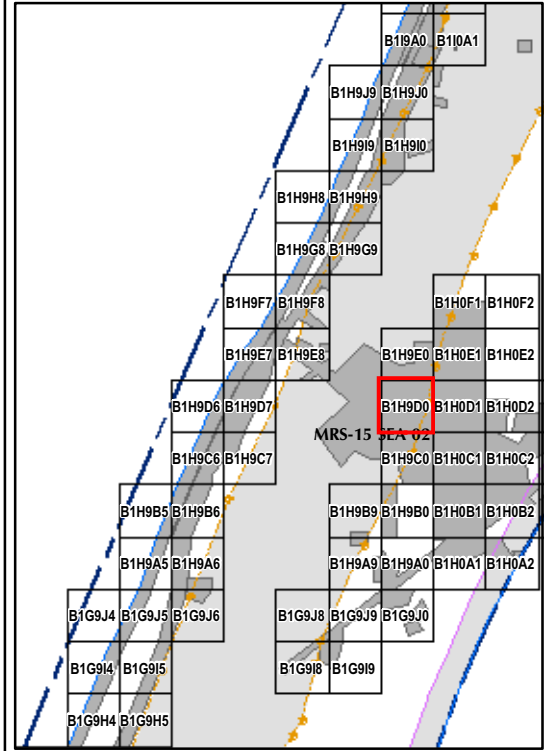 B1I9A0 B1I0A1
B1H9J9 B1H9J0
B1H9I9 B1H9I0
B1H9H8 B1H9H9
B1H9G8 B1H9G9
B1H9F7 B1H9F8 B1H0F1 B1H0F2
B1H9E7 B1H9E8 B1H9E0 B1H0E1 B1H0E2
B1H9D6 B1H9D7 B1H9D0 B1H0D1 B1H0D2
MRS-15 SEA-02
B1H9C6 B1H9C7 B1H9C0 B1H0C1 B1H0C2
B1H9B5 B1H9B6 B1H9B9 B1H9B0 B1H0B1 B1H0B2
B1H9A5 B1H9A6 B1H9A9 B1H9A0 B1H0A1 B1H0A2
B1G9J4 B1G9J5 B1G9J6 B1G9J8 B1G9J9 B1G9J0
B1G9I4 B1G9I5 B1G9I8 B1G9I9
B1G9H4 B1G9H5